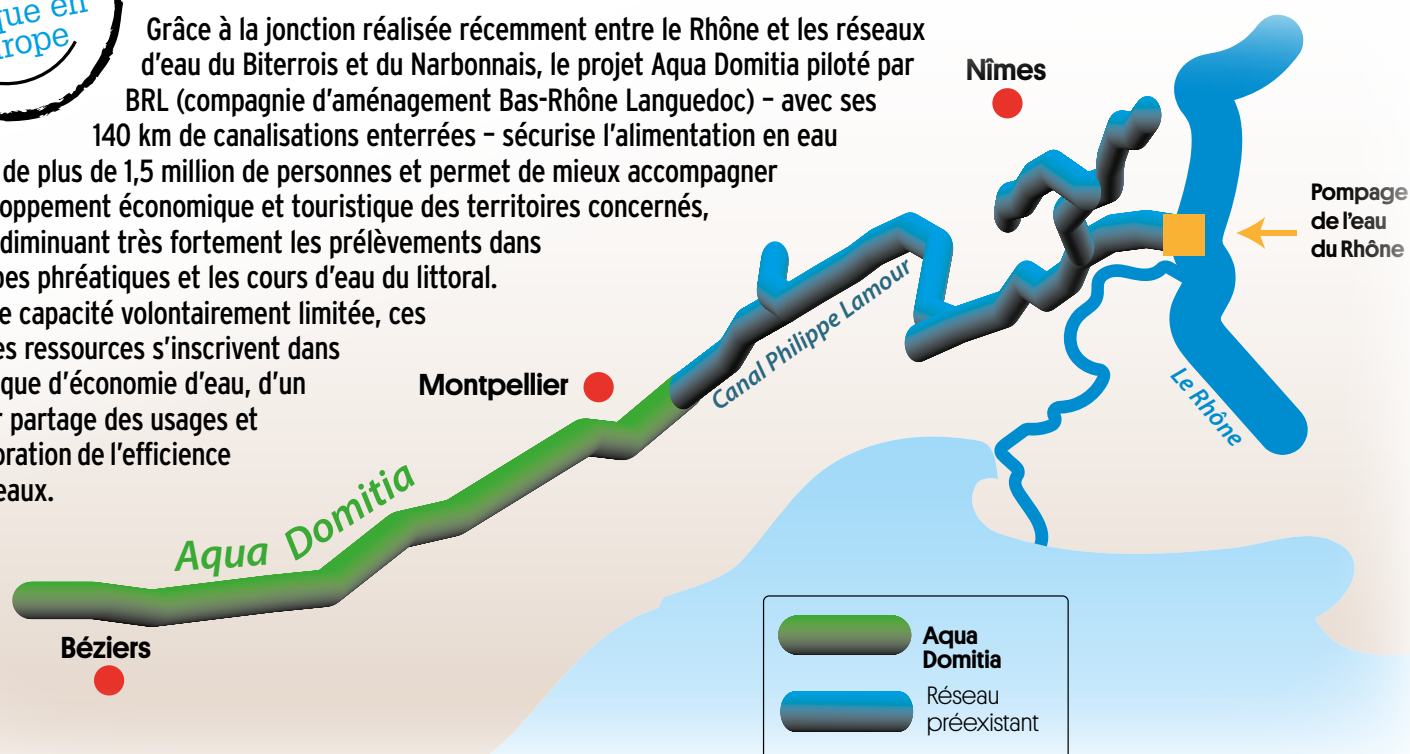 que en
urope
Grâce à la jonction réalisée récemment entre le Rhône et les réseaux
d'eau du Biterrois et du Narbonnais, le projet Aqua Domitia piloté par
BRL (compagnie d'aménagement Bas-Rhône Languedoc) – avec ses
140 km de canalisations enterrées – sécurise l'alimentation en eau
de plus de 1,5 million de personnes et permet de mieux accompagner
oppement économique et touristique des territoires concernés,
diminuant très fortement les prélèvements dans
pes phréatiques et les cours d'eau du littoral.
e capacité volontairement limitée, ces
es ressources s'inscrivent dans
que d'économie d'eau, d'un
r partage des usages et
oration de l'efficience
eaux.
Nîmes
Pompage
de l'eau
du Rhône
Canal Philippe Lamour
Le Rhône
Montpellier
Aqua Domitia
Béziers
Aqua
Domitia
Réseau
préexistant